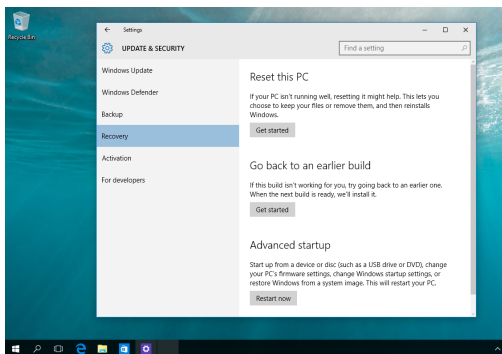 Recycle Bin
Settings
UPDATE & SECURITY
Find a setting
Windows Update
Windows Defender
Backup
Recovery
Activation
For developers
Reset this PC
If your PC isn't running well, resetting it might help. This lets you
choose to keep your files or remove them, and then reinstalls
Windows.
Get started
Go back to an earlier build
If this build isn't working for you, try going back to an earlier one.
When the next build is ready, we'll install it.
Get started
Advanced startup
Start up from a device or disc (such as a USB drive or DVD), change
your PC's firmware settings, change Windows startup settings, or
restore Windows from a system image. This will restart your PC.
Restart now